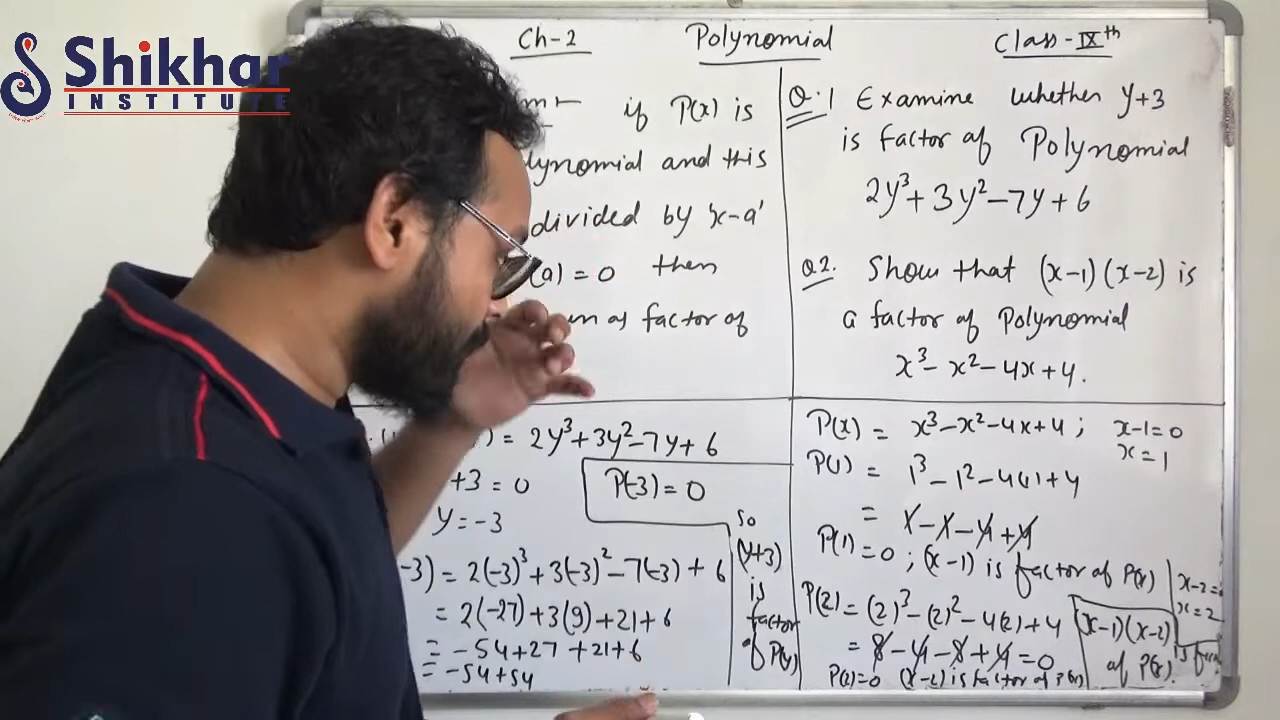 Shikhar
INSTITUTE
Ch-2 Polynomial Class-IXth
if P(x) is
and this
divided by 'x-a'
(a) = 0 then
factor of
Q.1 Examine whether y+3
is factor of Polynomial
2y³+3y²-7y+6
Q2. Show that (x-1)(x-2) is
a factor of Polynomial
x³-x²-4x+4.
= 2y³+3y²-7y+6
+3 = 0
y = -3
P(-3) = 0
-3) = 2(-3)³+3(-3)²-7(-3)+6
= 2(-27)+3(9)+21+6
= -54+27+21+6
= -54+54
So
(y+3)
is
factor
of P(y)
P(x) = x³-x²-4x+4; x-1=0
x=1
P(1) = 1³-1²-4(1)+4
= 1-1-4+4
P(1)=0; (x-1) is factor of P(x)
x-2=
x=2
P(2) = (2)³-(2)²-4(2)+4
= 8-4-8+4=0
P(2)=0 (x-2) is factor of P(x)
(x-1)(x-2)
is
of P(x).